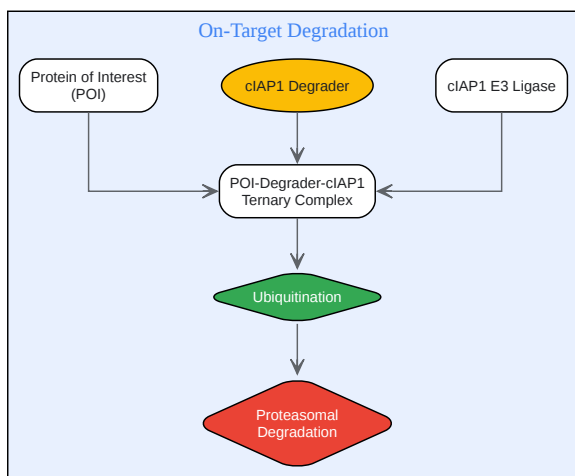 On-Target Degradation
Protein of Interest
(POI)
cIAP1 Degrader
cIAP1 E3 Ligase
POI-Degrader-cIAP1
Ternary Complex
Ubiquitination
Proteasomal
Degradation